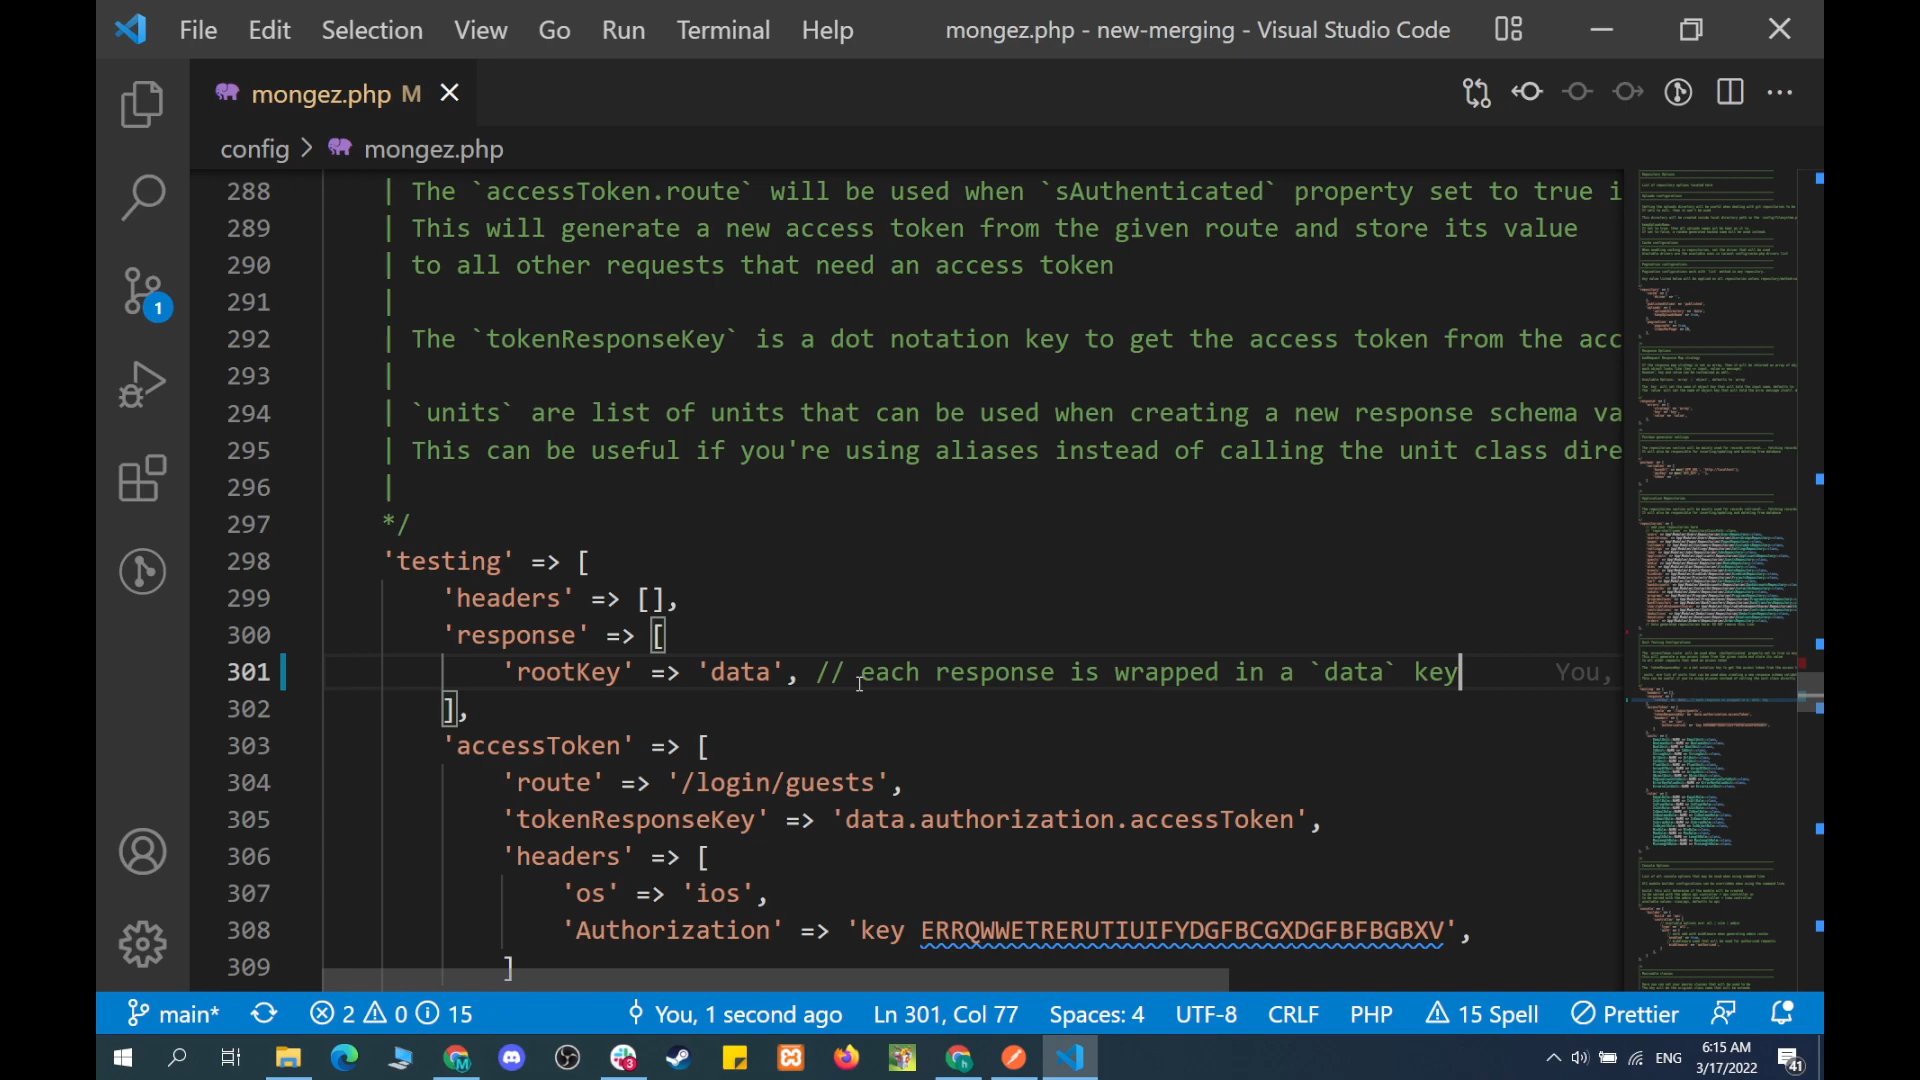 File Edit Selection View Go Run Terminal Help mongez.php - new-merging - Visual Studio Code
mongez.php M
config > mongez.php
288 | The `accessToken.route` will be used when `sAuthenticated` property set to true i
289 | This will generate a new access token from the given route and store its value
290 | to all other requests that need an access token
291 |
292 | The `tokenResponseKey` is a dot notation key to get the access token from the acc
293 |
294 | `units` are list of units that can be used when creating a new response schema va
295 | This can be useful if you're using aliases instead of calling the unit class dire
296 |
297 */
298 'testing' => [
299 'headers' => [],
300 'response' => [
301 'rootKey' => 'data', // each response is wrapped in a `data` key You,
302 ],
303 'accessToken' => [
304 'route' => '/login/guests',
305 'tokenResponseKey' => 'data.authorization.accessToken',
306 'headers' => [
307 'os' => 'ios',
308 'Authorization' => 'key ERRQWWETRERUTIUIFYDGFBCGXDGFBFBGBXV',
309 ]
1
main* 2 0 15 You, 1 second ago Ln 301, Col 77 Spaces: 4 UTF-8 CRLF PHP 15 Spell Prettier
ENG 6:15 AM
3/17/2022
41